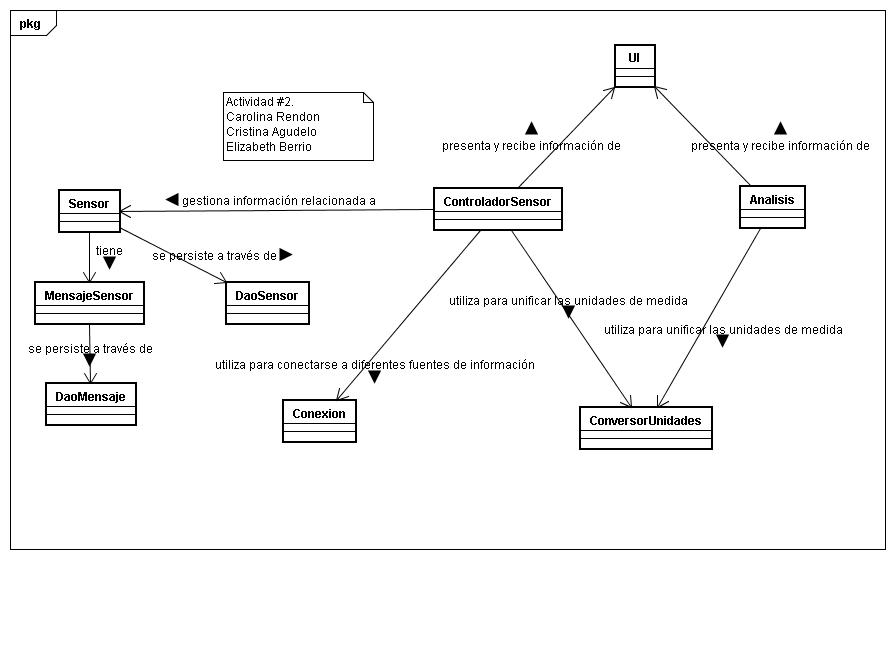 pkg
UI
Actividad #2.
Carolina Rendon
Cristina Agudelo
Elizabeth Berrio
presenta y recibe información de
presenta y recibe información de
Sensor
gestiona información relacionada a
ControladorSensor
Analisis
tiene
se persiste a través de
MensajeSensor
DaoSensor
utiliza para unificar las unidades de medida
utiliza para unificar las unidades de medida
se persiste a través de
utiliza para conectarse a diferentes fuentes de información
DaoMensaje
Conexion
ConversorUnidades